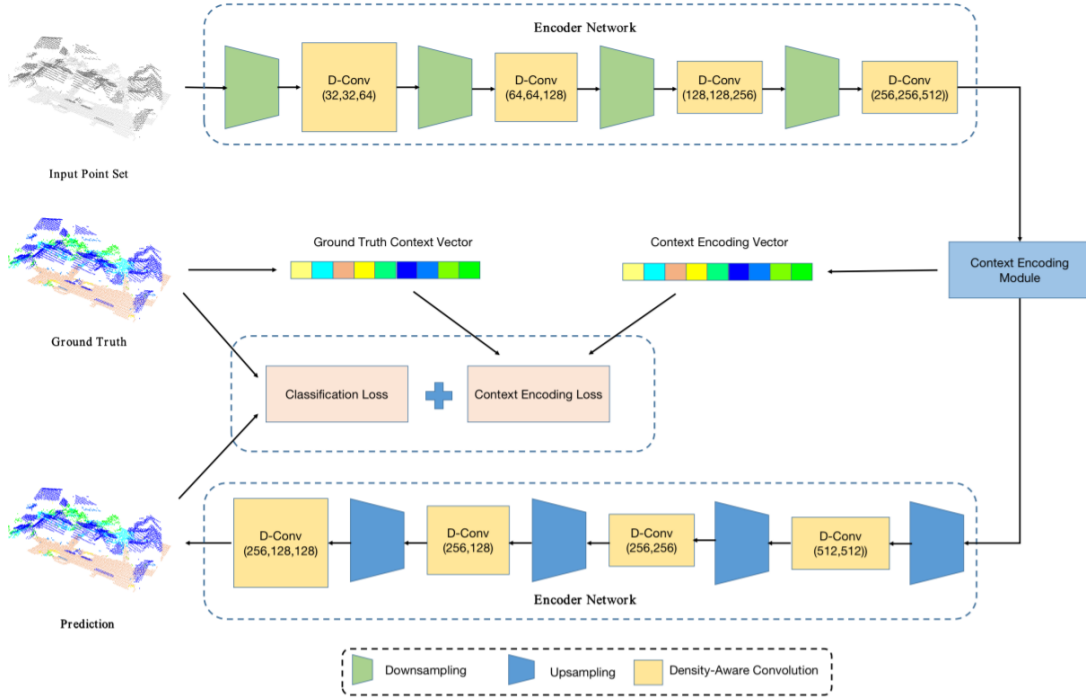 Encoder Network
D-Conv
(32,32,64)
D-Conv
(64,64,128)
D-Conv
(128,128,256)
D-Conv
(256,256,512))
Input Point Set
Ground Truth Context Vector
Context Encoding Vector
Context Encoding
Module
Ground Truth
Classification Loss
Context Encoding Loss
D-Conv
(256,128,128)
D-Conv
(256,128)
D-Conv
(256,256)
D-Conv
(512,512))
Encoder Network
Prediction
Downsampling
Upsampling
Density-Aware Convolution